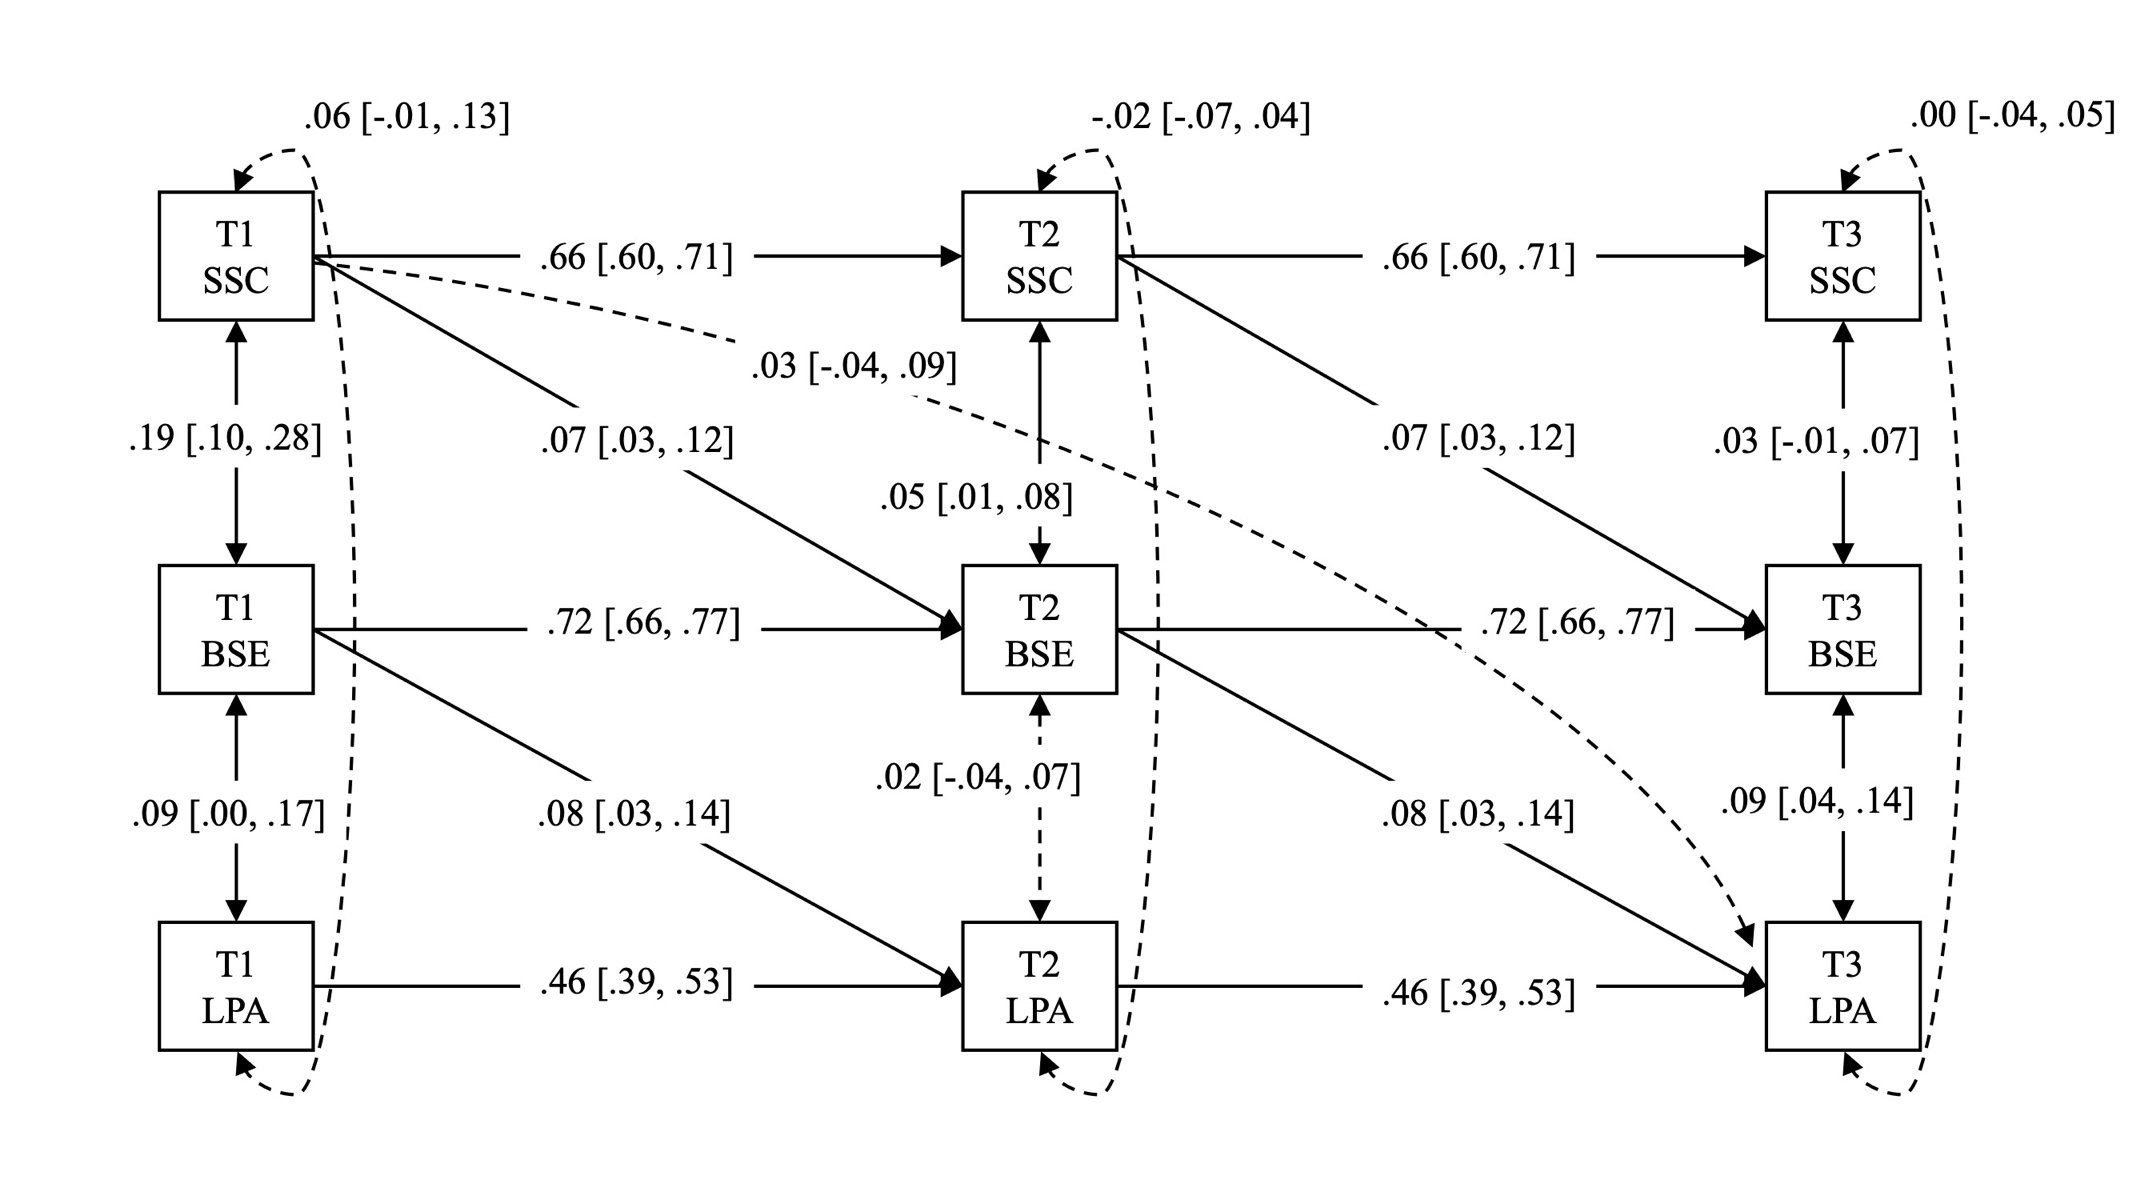 .06 [-.01, .13]
-.02 [-.07, .04]
.00 [-.04, .05]
T1
SSC
.66 [.60, .71]
T2
SSC
.66 [.60, .71]
T3
SSC
.03 [-.04, .09]
.19 [.10, .28]
.07 [.03, .12]
.05 [.01, .08]
.07 [.03, .12]
.03 [-.01, .07]
T1
BSE
.72 [.66, .77]
T2
BSE
.72 [.66, .77]
T3
BSE
.09 [.00, .17]
.08 [.03, .14]
.02 [-.04, .07]
.08 [.03, .14]
.09 [.04, .14]
T1
LPA
.46 [.39, .53]
T2
LPA
.46 [.39, .53]
T3
LPA